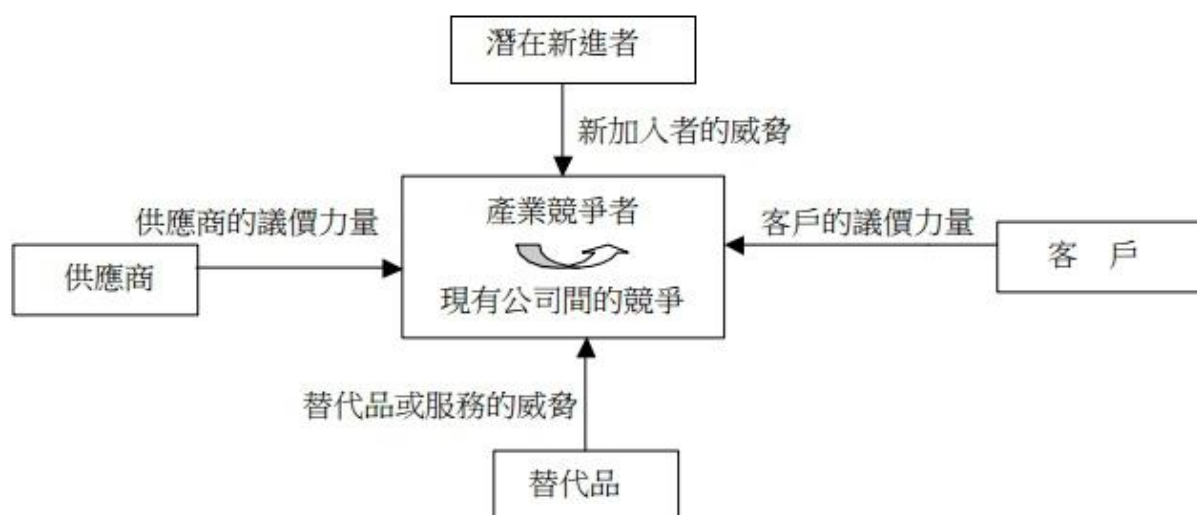 潛在新進者
新加入者的威脅
供應商的議價力量
產業競爭者
客戶的議價力量
供應商
現有公司間的競爭
客 戶
替代品或服務的威脅
替代品